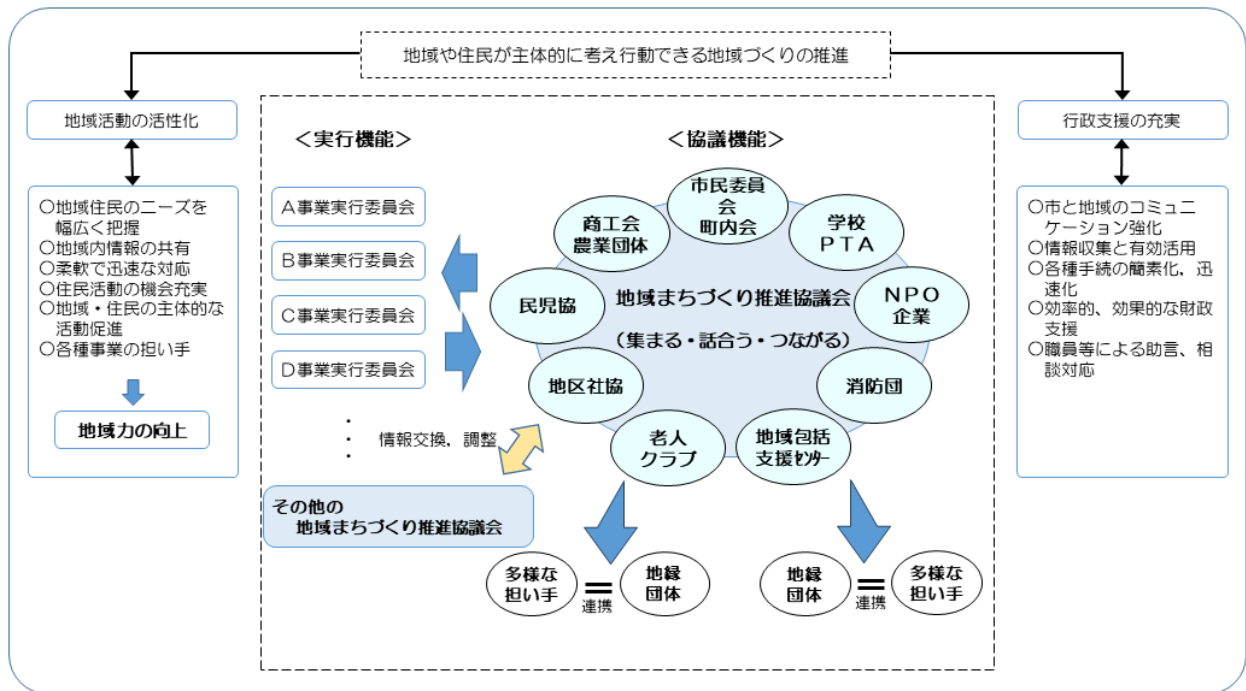 地域や住民が主体的に考え行動できる地域づくりの推進
地域活動の活性化
〇地域住民のニーズを
幅広く把握
〇地域内情報の共有
〇柔軟で迅速な対応
〇住民活動の機会充実
〇地域・住民の主体的な
活動促進
〇各種事業の担い手
地域力の向上
＜実行機能＞
A事業実行委員会
B事業実行委員会
C事業実行委員会
D事業実行委員会
・
・
・
情報交換，調整
その他の
地域まちづくり推進協議会
＜協議機能＞
市民委員
会
町内会
商工会
農業団体
学校
ＰＴＡ
民児協
地域まちづくり推進協議会
（集まる・話合う・つながる）
ＮＰＯ
企業
地区社協
消防団
老人
クラブ
地域包括
支援ｾﾝﾀｰ
多様な
担い手
連携
地縁
団体
地縁
団体
連携
多様な
担い手
行政支援の充実
〇市と地域のコミュニ
ケーション強化
〇情報収集と有効活用
〇各種手続の簡素化，迅
速化
〇効率的、効果的な財政
支援
〇職員等による助言、相
談対応